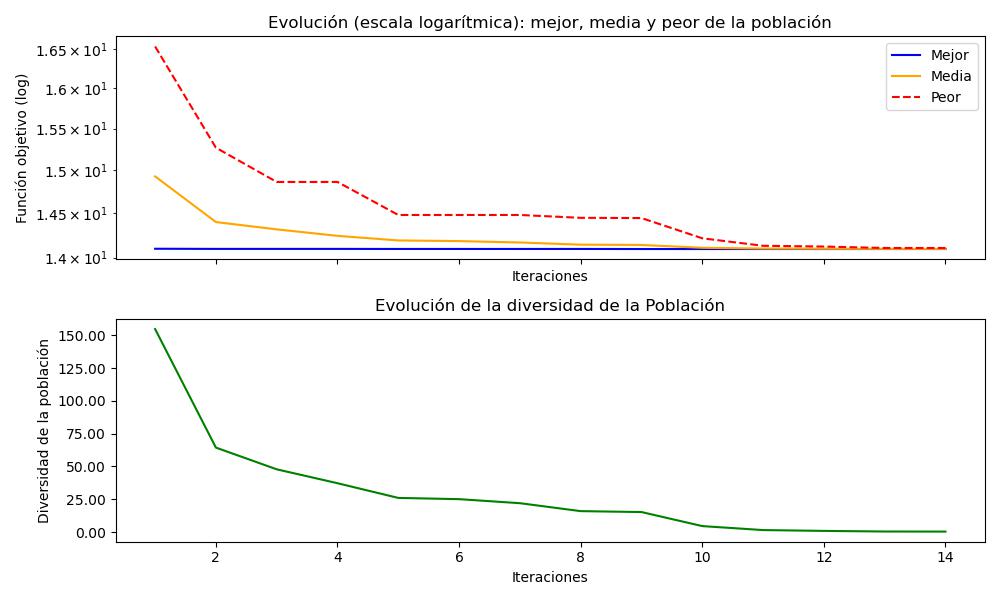 Evolución (escala logarítmica): mejor, media y peor de la población
Función objetivo (log)
1.65 × 10¹
1.6 × 10¹
1.55 × 10¹
1.5 × 10¹
1.45 × 10¹
1.4 × 10¹
Mejor
Media
Peor
Iteraciones
Evolución de la diversidad de la Población
Diversidad de la población
150.00
125.00
100.00
75.00
50.00
25.00
0.00
2 4 6 8 10 12 14
Iteraciones